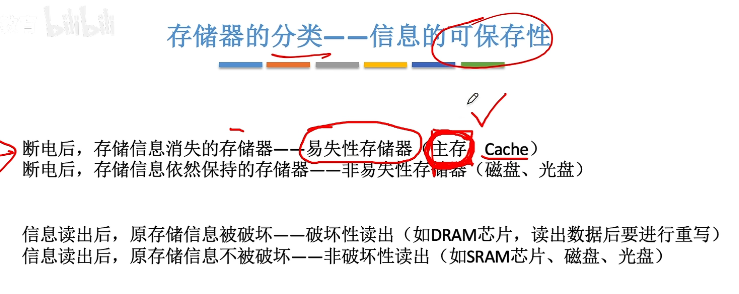 bilibili
存储器的分类——信息的可保存性
断电后，存储信息消失的存储器——易失性存储器（主存、Cache）
断电后，存储信息依然保持的存储器——非易失性存储器（磁盘、光盘）
信息读出后，原存储信息被破坏——破坏性读出（如DRAM芯片，读出数据后要进行重写）
信息读出后，原存储信息不被破坏——非破坏性读出（如SRAM芯片、磁盘、光盘）